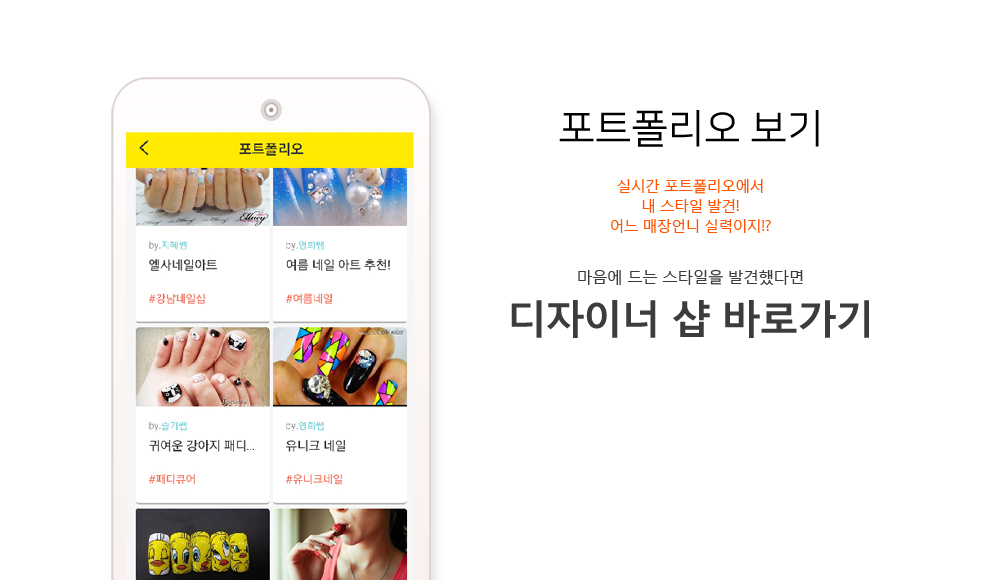 포트폴리오
Ellincy
by.지혜쌤
엘사네일아트
#강남네일샵
by.영희쌤
여름 네일 아트 추천!
#여름네일
by.슬기쌤
귀여운 강아지 패디...
#패디큐어
by.영희쌤
유니크 네일
#유니크네일
포트폴리오 보기
실시간 포트폴리오에서
내 스타일 발견!
어느 매장언니 실력이지!?
마음에 드는 스타일을 발견했다면
디자이너 샵 바로가기